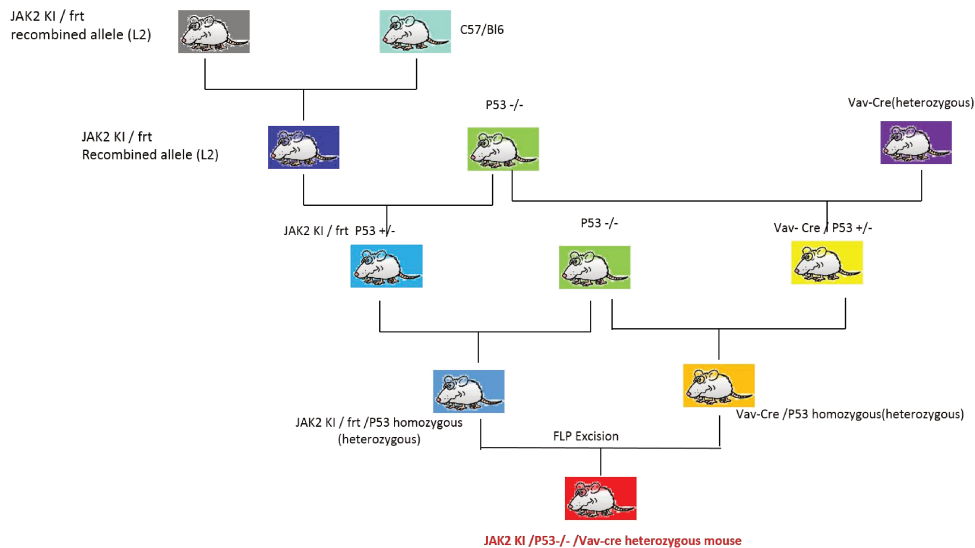 JAK2 KI / frt
recombined allele (L2)
C57/Bl6
P53 -/-
Vav-Cre(heterozygous)
JAK2 KI / frt
Recombined allele (L2)
JAK2 KI / frt P53 +/-
P53 -/-
Vav- Cre / P53 +/-
JAK2 KI / frt /P53 homozygous
(heterozygous)
Vav-Cre /P53 homozygous(heterozygous)
FLP Excision
JAK2 KI /P53-/- /Vav-cre heterozygous mouse